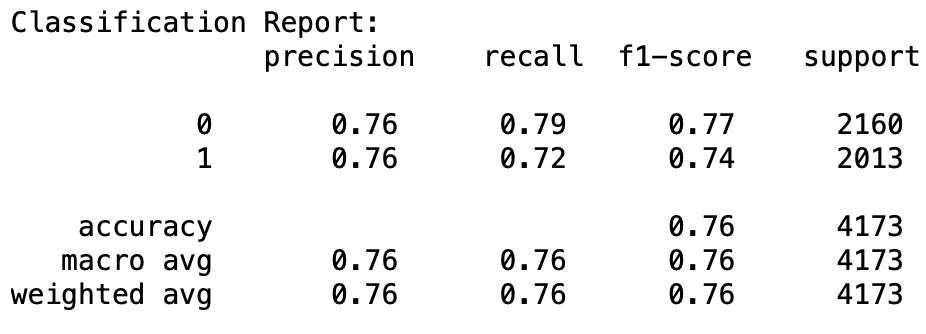 Classification Report:
precision recall f1-score support
0 0.76 0.79 0.77 2160
1 0.76 0.72 0.74 2013
accuracy 0.76 4173
macro avg 0.76 0.76 0.76 4173
weighted avg 0.76 0.76 0.76 4173